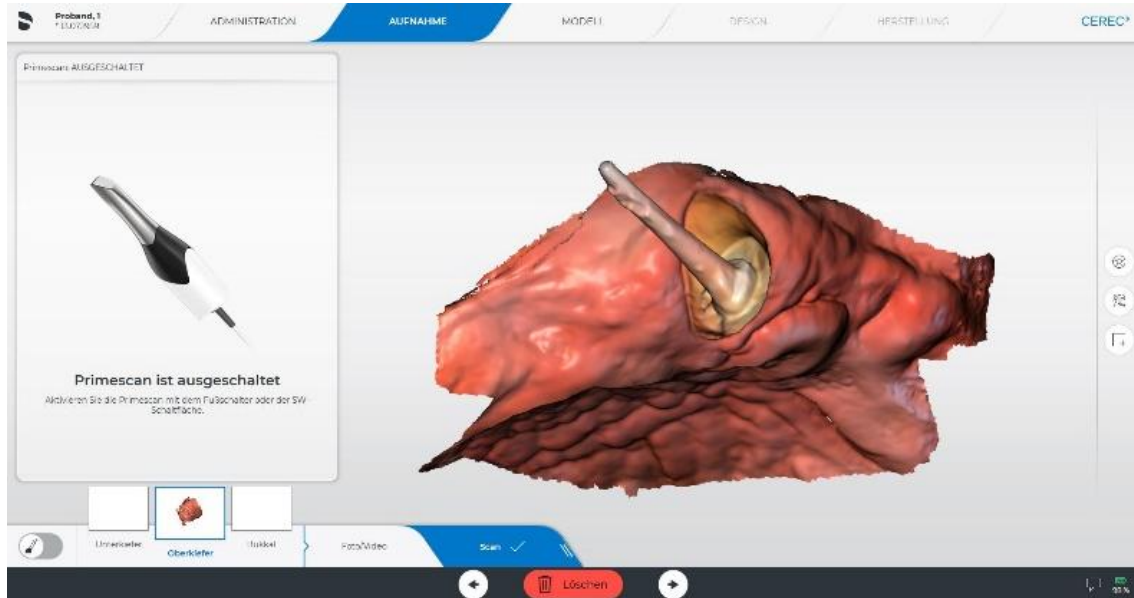 Proband, 1
ADMINISTRATION
AUFNAHME
MODELL
DESIGN
HERSTELLUNG
CEREC
Primescan: AUSGESCHALTET
Primescan ist ausgeschaltet
Aktivieren Sie die Primescan mit dem Fußschalter oder der SW-
Schaltfläche.
Unterkiefer
Oberkiefer
Bukkal
Foto/Video
Scan
Löschen